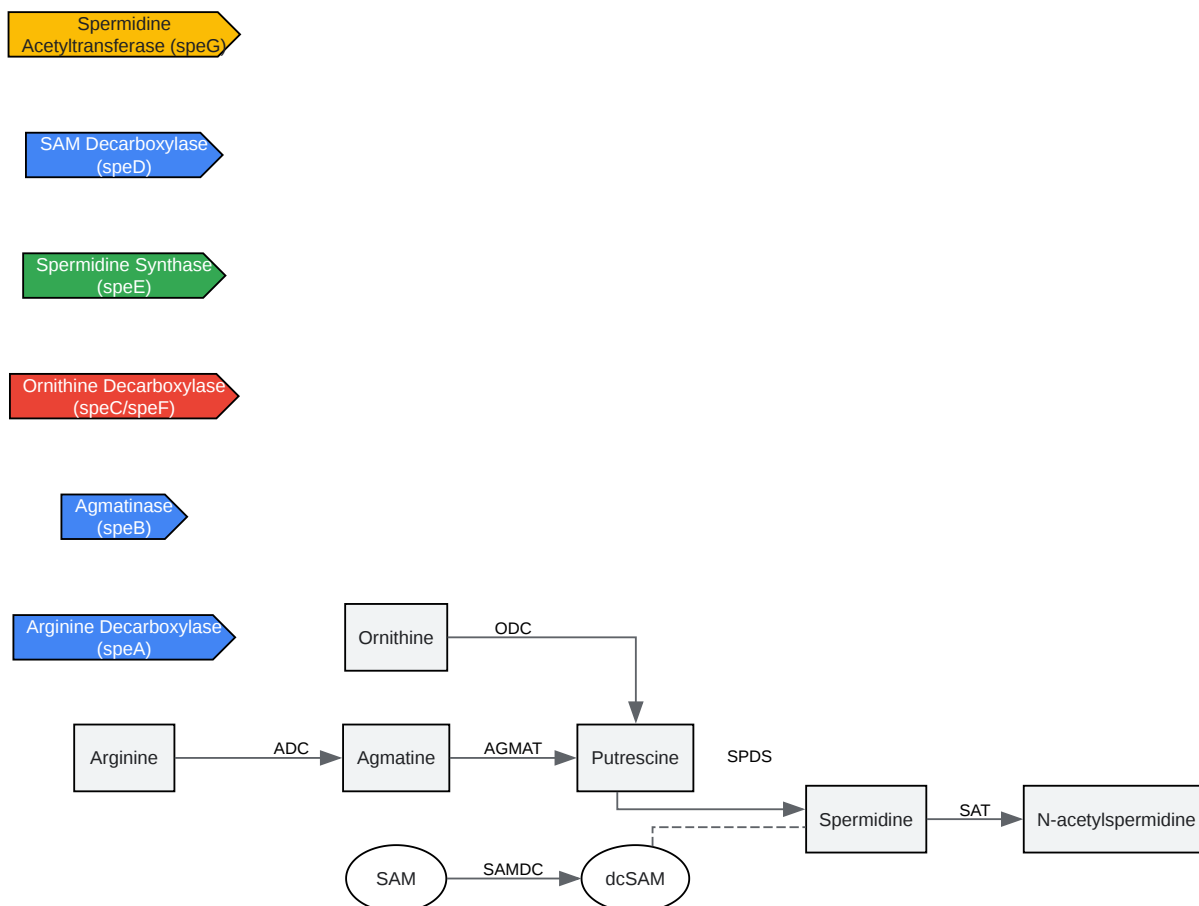 Spermidine
Acetyltransferase (speG)
SAM Decarboxylase
(speD)
Spermidine Synthase
(speE)
Ornithine Decarboxylase
(speC/speF)
Agmatinase
(speB)
Arginine Decarboxylase
(speA)
Ornithine
ODC
Arginine
ADC
Agmatine
AGMAT
Putrescine
SPDS
Spermidine
SAT
N-acetylspermidine
SAM
SAMDC
dcSAM